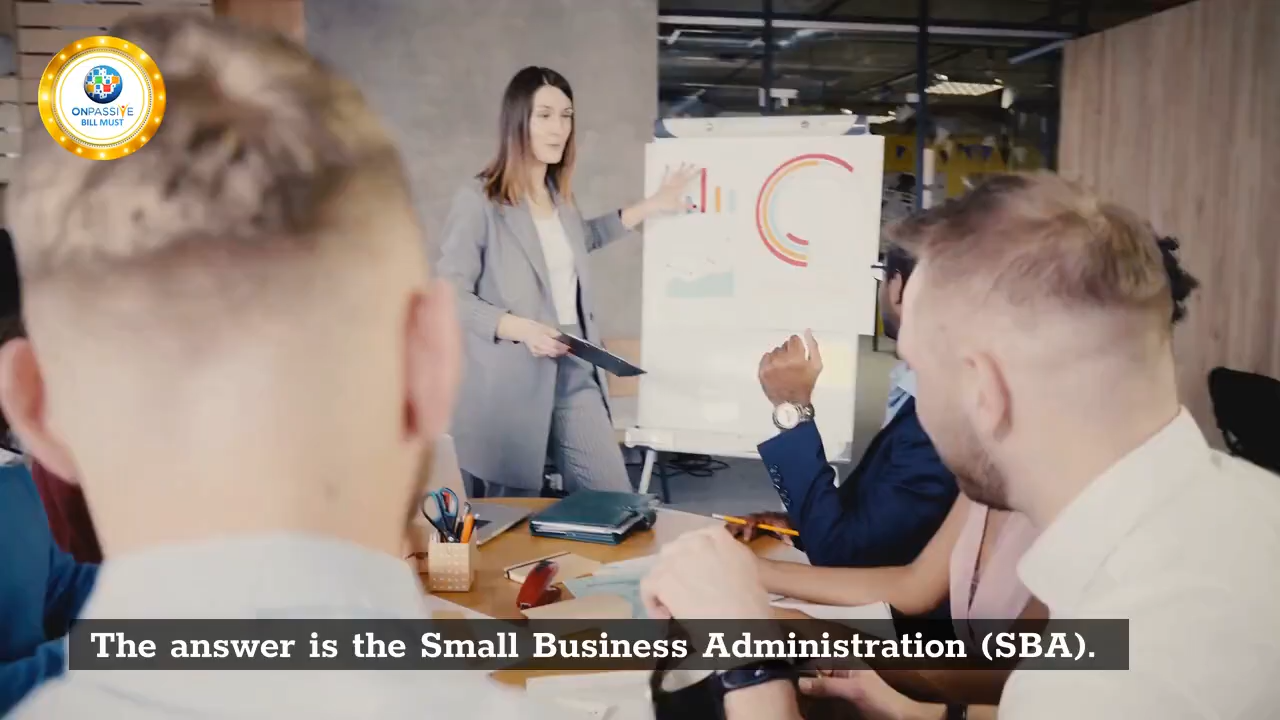 ONPASSIVE
BILL MUST
The answer is the Small Business Administration (SBA).